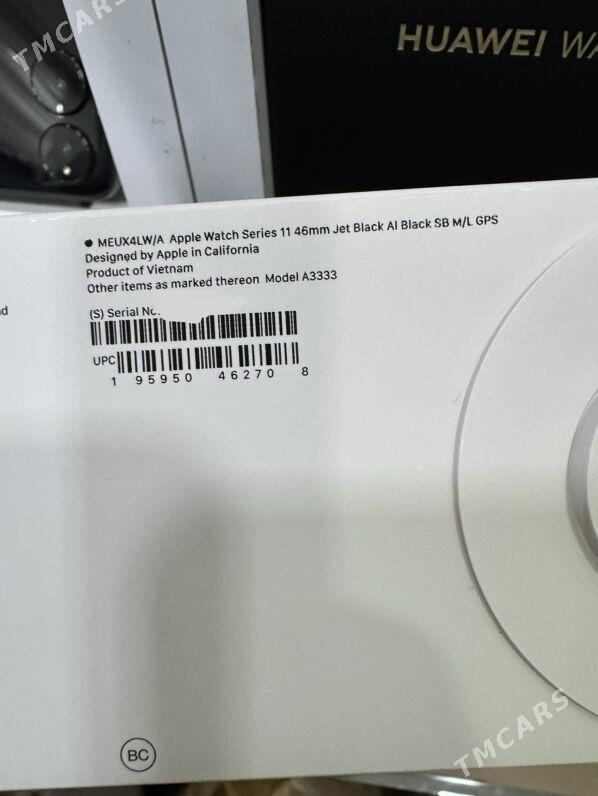 TMCARS
HUAWEI WA
MEUX4LW/A Apple Watch Series 11 46mm Jet Black Al Black SB M/L GPS
Designed by Apple in California
Product of Vietnam
Other items as marked thereon Model A3333
(S) Serial No.
UPC
1 95950 46270 8
BC
TMCARS